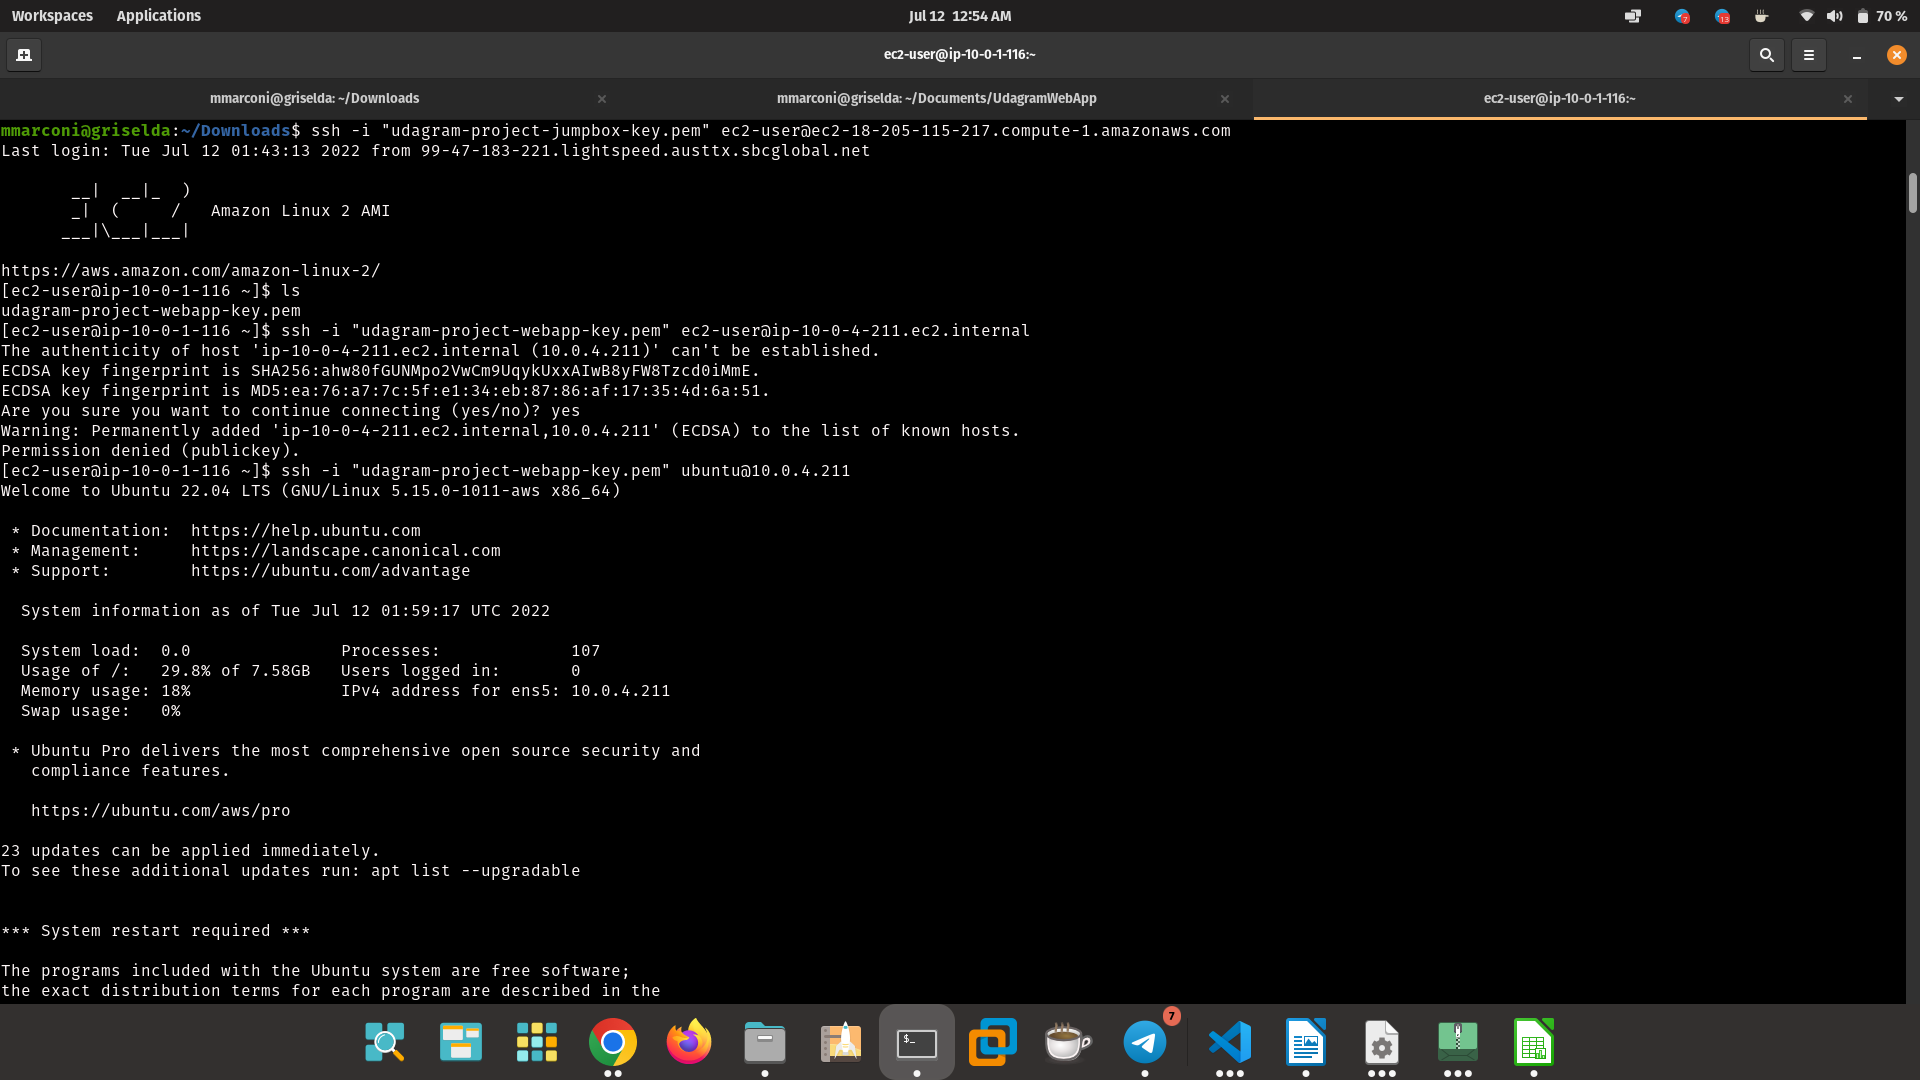 Workspaces Applications Jul 12 12:54 AM 7 13 70 %
ec2-user@ip-10-0-1-116:~
mmarconi@griselda: ~/Downloads mmarconi@griselda: ~/Documents/UdagramWebApp ec2-user@ip-10-0-1-116:~
mmarconi@griselda:~/Downloads$ ssh -i "udagram-project-jumpbox-key.pem" ec2-user@ec2-18-205-115-217.compute-1.amazonaws.com
Last login: Tue Jul 12 01:43:13 2022 from 99-47-183-221.lightspeed.austtx.sbcglobal.net
       __|  __|_  )
       _|  (     /   Amazon Linux 2 AMI
      ___|\___|___|
https://aws.amazon.com/amazon-linux-2/
[ec2-user@ip-10-0-1-116 ~]$ ls
udagram-project-webapp-key.pem
[ec2-user@ip-10-0-1-116 ~]$ ssh -i "udagram-project-webapp-key.pem" ec2-user@ip-10-0-4-211.ec2.internal
The authenticity of host 'ip-10-0-4-211.ec2.internal (10.0.4.211)' can't be established.
ECDSA key fingerprint is SHA256:ahw80fGUNMpo2VwCm9UqykUxxAIwB8yFW8Tzcd0iMmE.
ECDSA key fingerprint is MD5:ea:76:a7:7c:5f:e1:34:eb:87:86:af:17:35:4d:6a:51.
Are you sure you want to continue connecting (yes/no)? yes
Warning: Permanently added 'ip-10-0-4-211.ec2.internal,10.0.4.211' (ECDSA) to the list of known hosts.
Permission denied (publickey).
[ec2-user@ip-10-0-1-116 ~]$ ssh -i "udagram-project-webapp-key.pem" ubuntu@10.0.4.211
Welcome to Ubuntu 22.04 LTS (GNU/Linux 5.15.0-1011-aws x86_64)
 * Documentation:  https://help.ubuntu.com
 * Management:     https://landscape.canonical.com
 * Support:        https://ubuntu.com/advantage
  System information as of Tue Jul 12 01:59:17 UTC 2022
  System load:  0.0               Processes:             107
  Usage of /:   29.8% of 7.58GB   Users logged in:       0
  Memory usage: 18%               IPv4 address for ens5: 10.0.4.211
  Swap usage:   0%
 * Ubuntu Pro delivers the most comprehensive open source security and
   compliance features.
   https://ubuntu.com/aws/pro
23 updates can be applied immediately.
To see these additional updates run: apt list --upgradable
*** System restart required ***
The programs included with the Ubuntu system are free software;
the exact distribution terms for each program are described in the
$_ 7